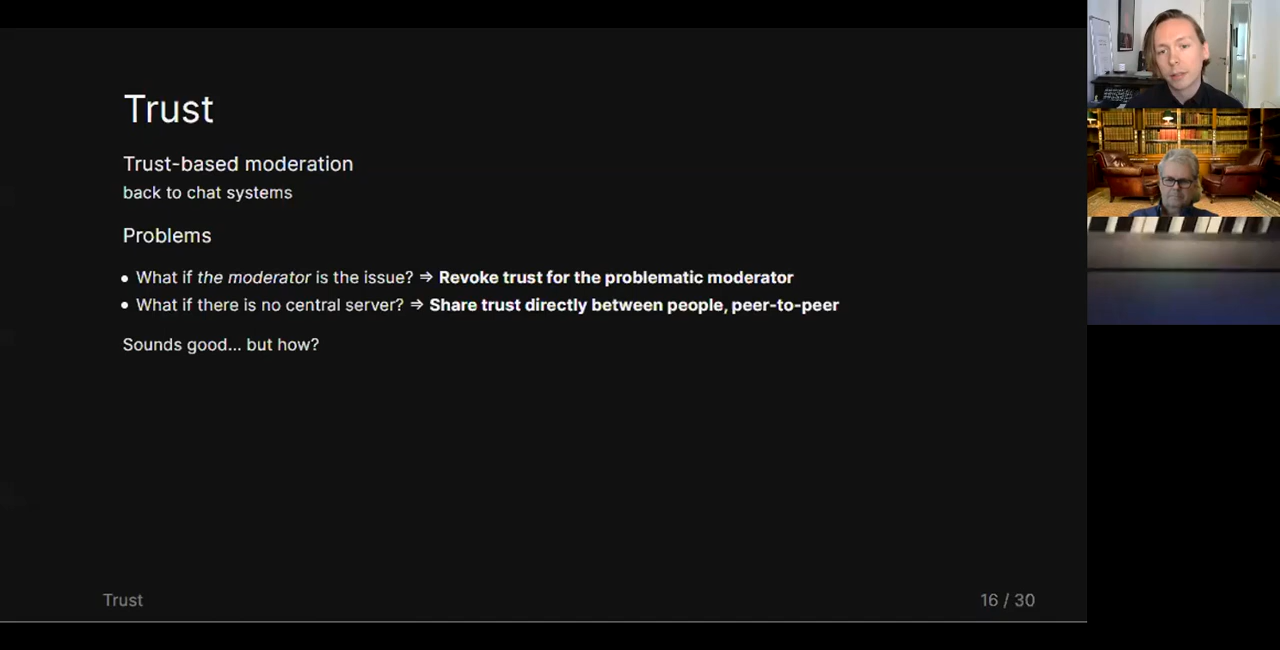 Trust
Trust-based moderation
back to chat systems
Problems
• What if the moderator is the issue? ⇒ Revoke trust for the problematic moderator
• What if there is no central server? ⇒ Share trust directly between people, peer-to-peer
Sounds good... but how?
Trust
16 / 30